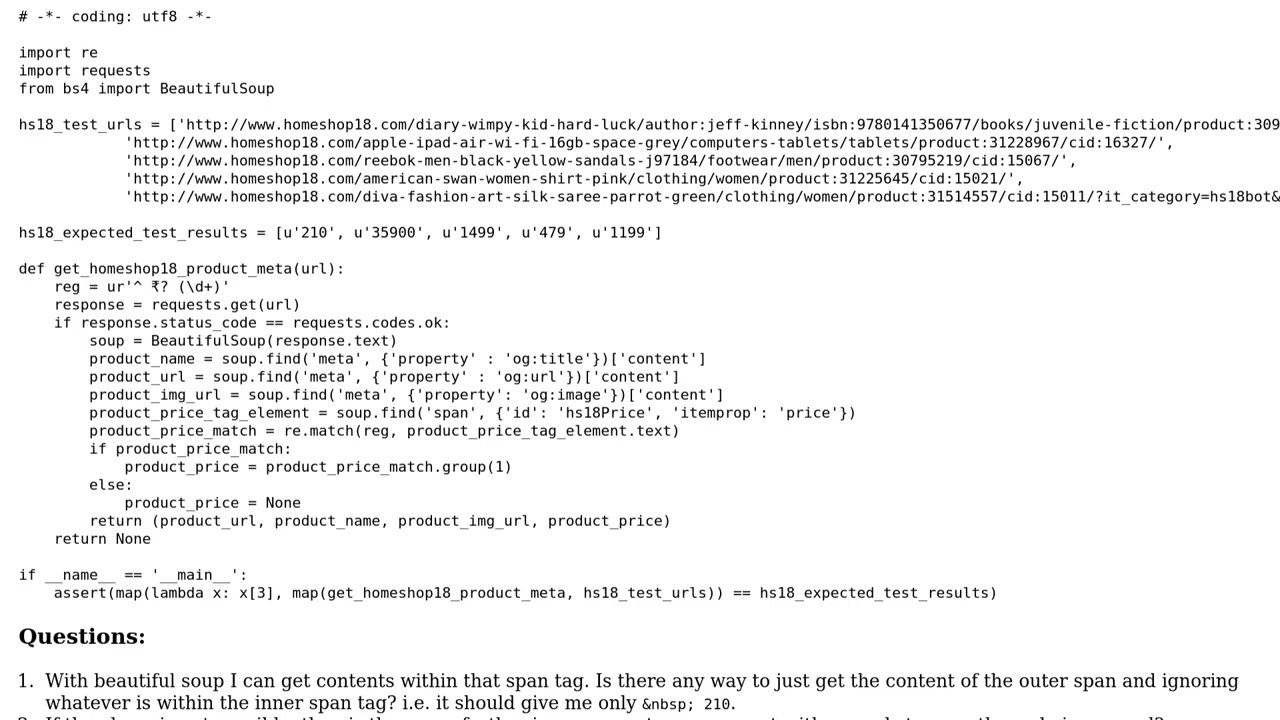 # -*- coding: utf8 -*-
import re
import requests
from bs4 import BeautifulSoup
hs18_test_urls = ['http://www.homeshop18.com/diary-wimpy-kid-hard-luck/author:jeff-kinney/isbn:9780141350677/books/juvenile-fiction/product:309
'http://www.homeshop18.com/apple-ipad-air-wi-fi-16gb-space-grey/computers-tablets/tablets/product:31228967/cid:16327/',
'http://www.homeshop18.com/reebok-men-black-yellow-sandals-j97184/footwear/men/product:30795219/cid:15067/',
'http://www.homeshop18.com/american-swan-women-shirt-pink/clothing/women/product:31225645/cid:15021/',
'http://www.homeshop18.com/diva-fashion-art-silk-saree-parrot-green/clothing/women/product:31514557/cid:15011/?it_category=hs18bot&
hs18_expected_test_results = [u'210', u'35900', u'1499', u'479', u'1199']
def get_homeshop18_product_meta(url):
    reg = ur'^ ₹? (\d+)'
    response = requests.get(url)
    if response.status_code == requests.codes.ok:
        soup = BeautifulSoup(response.text)
        product_name = soup.find('meta', {'property' : 'og:title'})['content']
        product_url = soup.find('meta', {'property' : 'og:url'})['content']
        product_img_url = soup.find('meta', {'property': 'og:image'})['content']
        product_price_tag_element = soup.find('span', {'id': 'hs18Price', 'itemprop': 'price'})
        product_price_match = re.match(reg, product_price_tag_element.text)
        if product_price_match:
            product_price = product_price_match.group(1)
        else:
            product_price = None
        return (product_url, product_name, product_img_url, product_price)
    return None
if __name__ == '__main__':
    assert(map(lambda x: x[3], map(get_homeshop18_product_meta, hs18_test_urls)) == hs18_expected_test_results)
Questions:
1. With beautiful soup I can get contents within that span tag. Is there any way to just get the content of the outer span and ignoring
whatever is within the inner span tag? i.e. it should give me only &nbsp; 210.